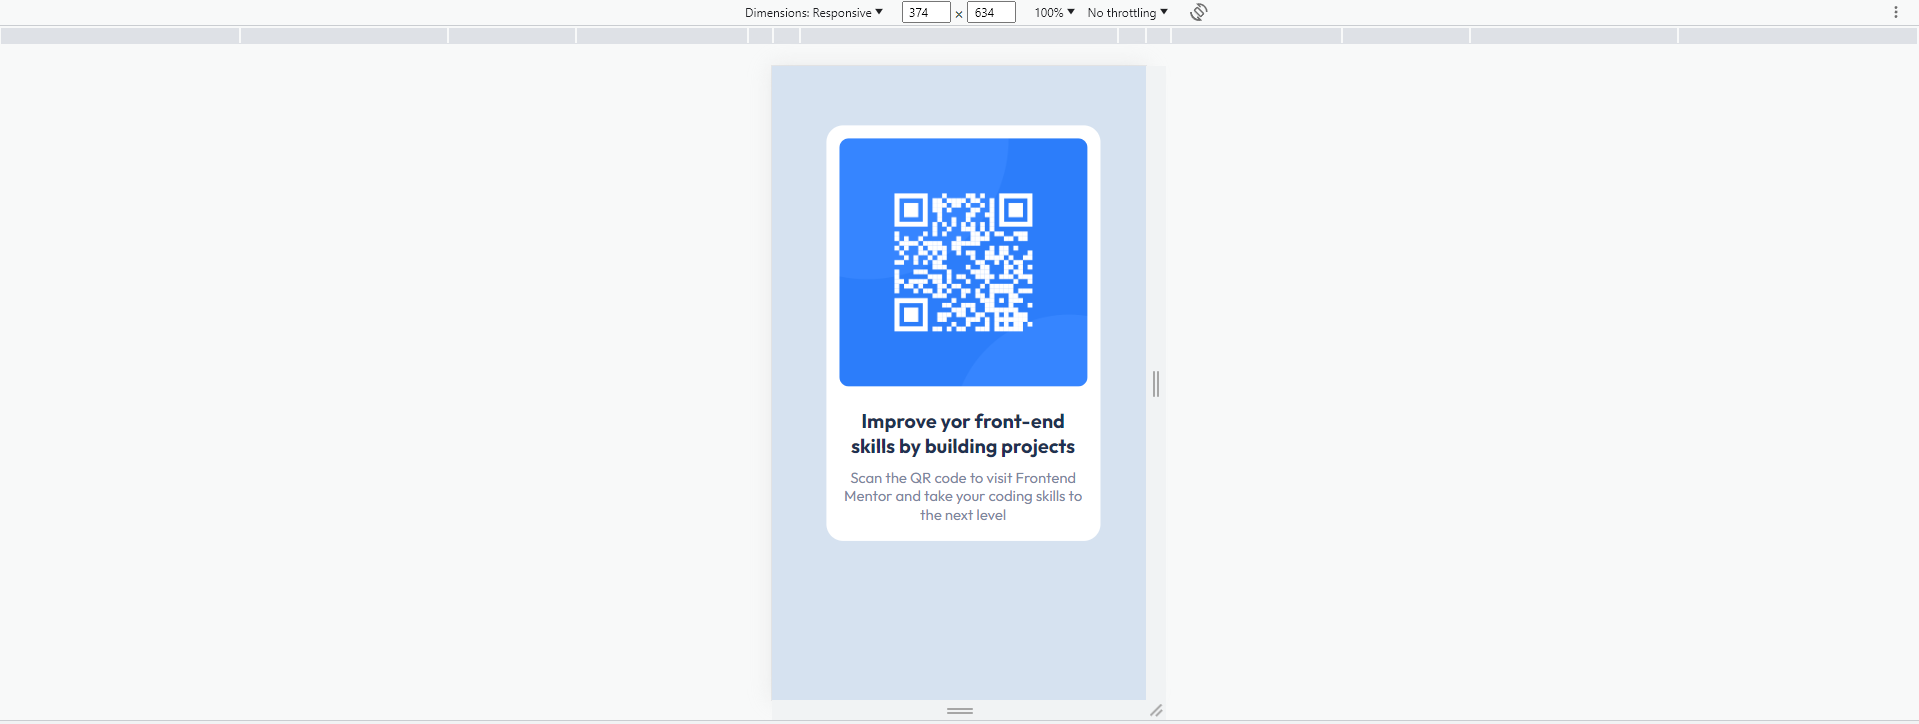 Dimensions: Responsive ▼ 374 × 634 100% ▼ No throttling ▼
Improve yor front-end
skills by building projects
Scan the QR code to visit Frontend
Mentor and take your coding skills to
the next level